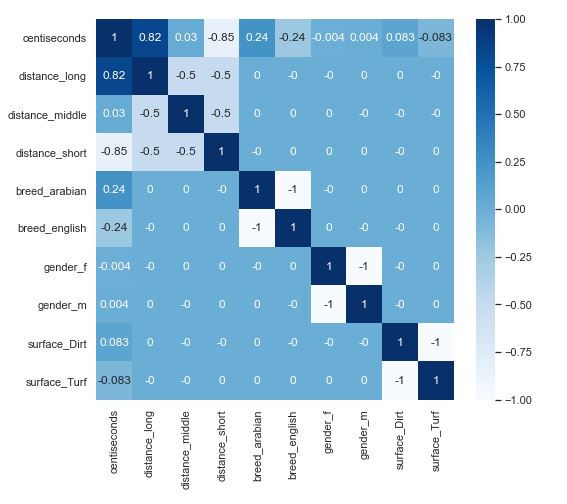 centiseconds 1 0.82 0.03 -0.85 0.24 -0.24 -0.004 0.004 0.083 -0.083
distance_long 0.82 1 -0.5 -0.5 0 0 -0 0 0 -0
distance_middle 0.03 -0.5 1 -0.5 0 0 0 0 -0 0
distance_short -0.85 -0.5 -0.5 1 -0 0 0 -0 0 0
breed_arabian 0.24 0 0 -0 1 -1 -0 0 0 -0
breed_english -0.24 0 0 0 -1 1 0 -0 -0 0
gender_f -0.004 -0 0 0 -0 0 1 -1 -0 0
gender_m 0.004 0 0 -0 0 -0 -1 1 0 -0
surface_Dirt 0.083 0 -0 0 0 -0 -0 0 1 -1
surface_Turf -0.083 -0 0 0 -0 0 0 -0 -1 1
centiseconds distance_long distance_middle distance_short breed_arabian breed_english gender_f gender_m surface_Dirt surface_Turf
1.00
0.75
0.50
0.25
0.00
−0.25
−0.50
−0.75
−1.00